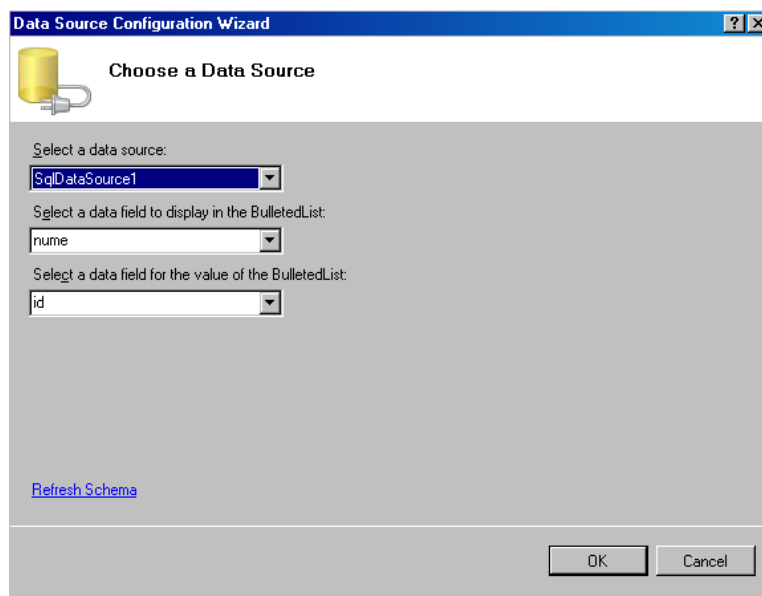 Data Source Configuration Wizard
Choose a Data Source
Select a data source:
SqlDataSource1
Select a data field to display in the BulletedList:
nume
Select a data field for the value of the BulletedList:
id
Refresh Schema
OK Cancel